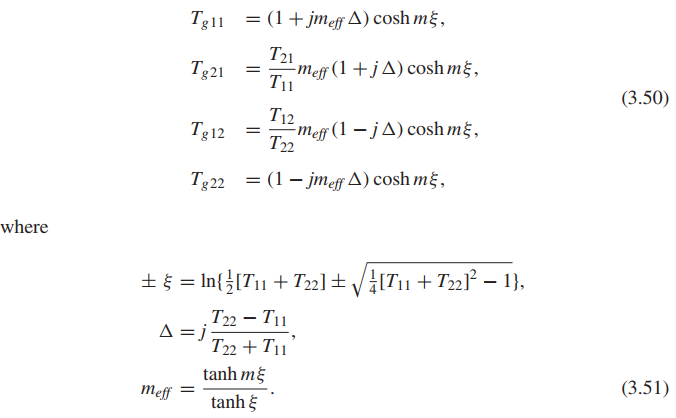 T_{g11} = (1 + jm_{eff} Δ) cosh mξ,
T_{g21} = \frac{T_{21}}{T_{11}} m_{eff} (1 + jΔ) cosh mξ,
(3.50)
T_{g12} = \frac{T_{12}}{T_{22}} m_{eff} (1 − jΔ) cosh mξ,
T_{g22} = (1 − jm_{eff} Δ) cosh mξ,
where
± ξ = ln{\frac{1}{2}[T_{11} + T_{22}] ± \sqrt{\frac{1}{4}[T_{11} + T_{22}]^2 − 1}},
Δ = j\frac{T_{22} − T_{11}}{T_{22} + T_{11}},
m_{eff} = \frac{tanh mξ}{tanh ξ}. (3.51)